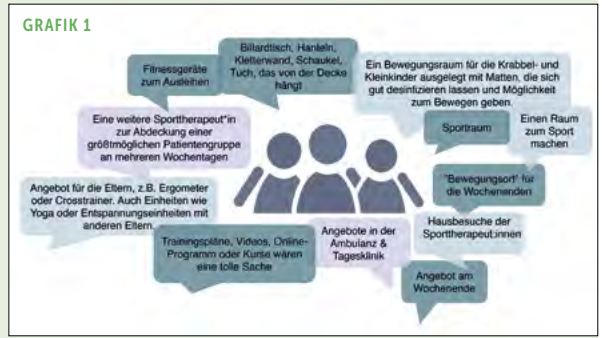 GRAFIK 1
Billardtisch, Hanteln,
Kletterwand, Schaukel,
Tuch, das von der Decke
hängt
Fitnessgeräte
zum Ausleihen
Ein Bewegungsraum für die Krabbel- und
Kleinkinder ausgelegt mit Matten, die sich
gut desinfizieren lassen und Möglichkeit
zum Bewegen geben.
Eine weitere Sporttherapeut*in
zur Abdeckung einer
größtmöglichen Patientengruppe
an mehreren Wochentagen
Sportraum
Einen Raum
zum Sport
machen
Angebot für die Eltern, z.B. Ergometer
oder Crosstrainer. Auch Einheiten wie
Yoga oder Entspannungseinheiten mit
anderen Eltern.
"Bewegungsort" für
die Wochenenden
Trainingspläne, Videos, Online-
Programm oder Kurse wären
eine tolle Sache
Angebote in der
Ambulanz &
Tagesklinik
Hausbesuche der
Sporttherapeut:innen
Angebot am
Wochenende